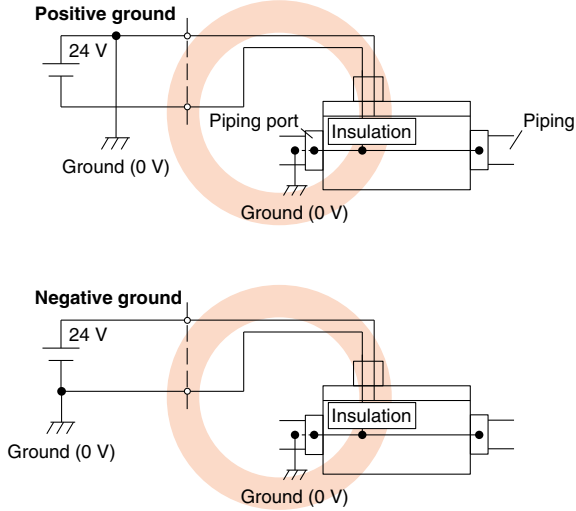 Positive ground
24 V
Piping port
Insulation
Piping
Ground (0 V)
Ground (0 V)
Negative ground
24 V
Insulation
Ground (0 V)
Ground (0 V)